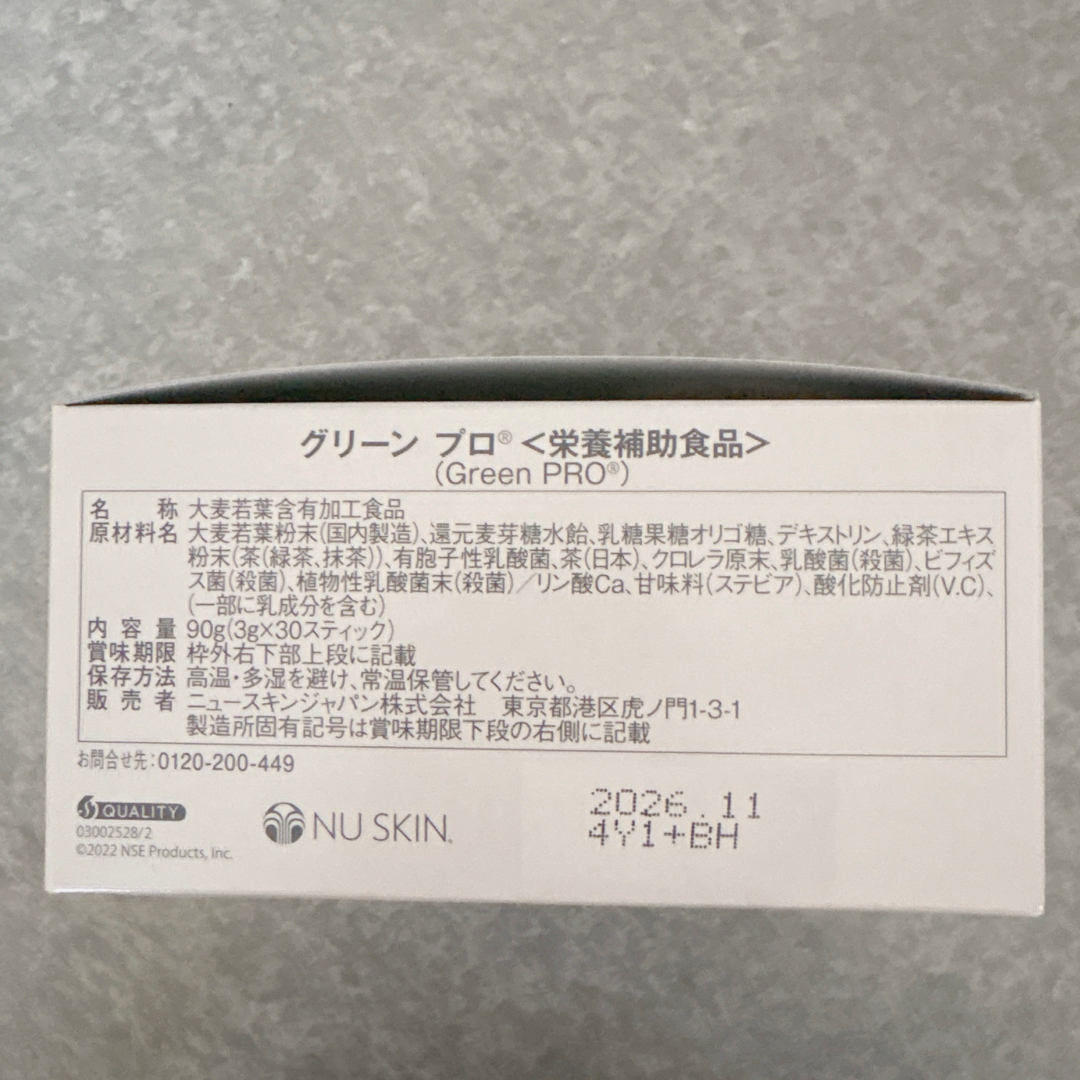 グリーン プロ® <栄養補助食品>
(Green PRO®)
名称 大麦若葉含有加工食品
原材料名 大麦若葉粉末(国内製造)、還元麦芽糖水飴、乳糖果糖オリゴ糖、デキストリン、緑茶エキス
粉末(茶(緑茶、抹茶))、有胞子性乳酸菌、茶(日本)、クロレラ原末、乳酸菌(殺菌)、ビフィズ
ス菌(殺菌)、植物性乳酸菌末(殺菌)/リン酸Ca、甘味料(ステビア)、酸化防止剤(V.C)、
(一部に乳成分を含む)
内容量 90g(3g×30スティック)
賞味期限 枠外右下部上段に記載
保存方法 高温・多湿を避け、常温保管してください。
販売者 ニュースキンジャパン株式会社 東京都港区虎ノ門1-3-1
製造所固有記号は賞味期限下段の右側に記載
お問合せ先:0120-200-449
QUALITY
03002528/2
©2022 NSE Products, Inc.
NU SKIN.
2026.11
4Y1+BH